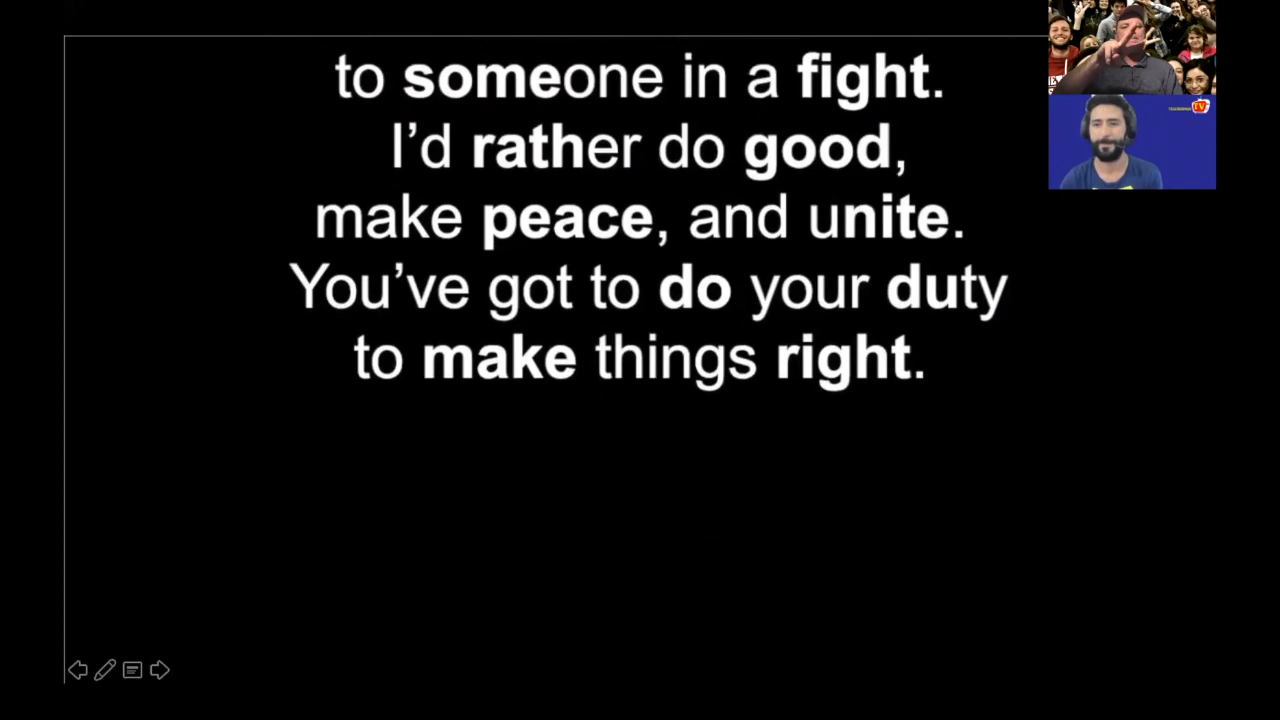 to someone in a fight.
I’d rather do good,
make peace, and unite.
You’ve got to do your duty
to make things right.
TV